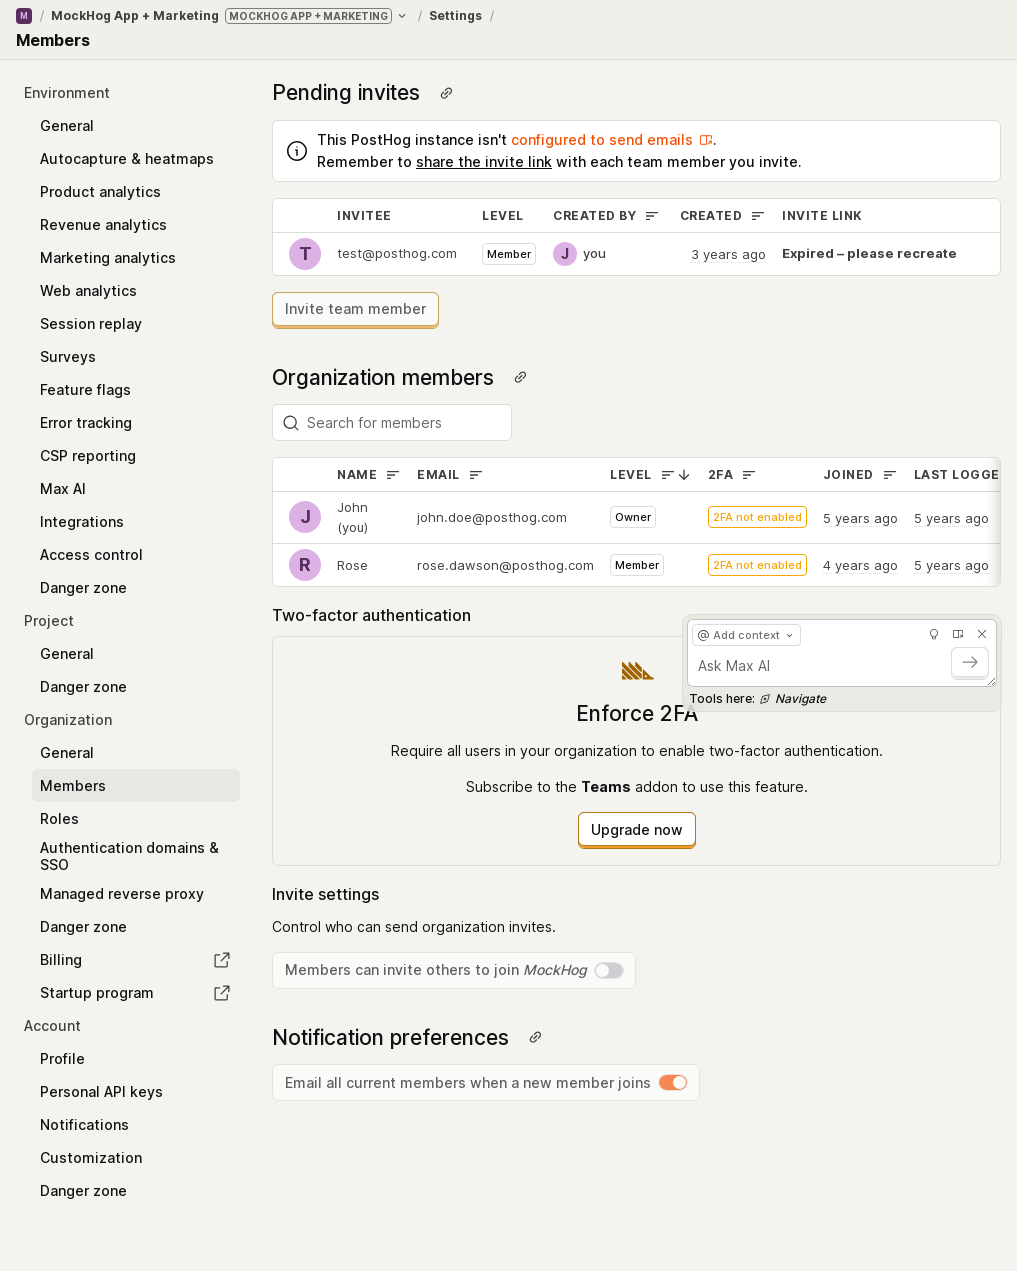 M / MockHog App + Marketing MOCKHOG APP + MARKETING / Settings /
Members
Environment
General
Autocapture & heatmaps
Product analytics
Revenue analytics
Marketing analytics
Web analytics
Session replay
Surveys
Feature flags
Error tracking
CSP reporting
Max AI
Integrations
Access control
Danger zone
Project
General
Danger zone
Organization
General
Members
Roles
Authentication domains &
SSO
Managed reverse proxy
Danger zone
Billing
Startup program
Account
Profile
Personal API keys
Notifications
Customization
Danger zone
Pending invites
This PostHog instance isn't configured to send emails.
Remember to share the invite link with each team member you invite.
INVITEE LEVEL CREATED BY CREATED INVITE LINK
T test@posthog.com Member J you 3 years ago Expired – please recreate
Invite team member
Organization members
Search for members
NAME EMAIL LEVEL 2FA JOINED LAST LOGGE
J John
(you) john.doe@posthog.com Owner 2FA not enabled 5 years ago 5 years ago
R Rose rose.dawson@posthog.com Member 2FA not enabled 4 years ago 5 years ago
Two-factor authentication
@ Add context
Ask Max AI
Tools here: Navigate
Enforce 2FA
Require all users in your organization to enable two-factor authentication.
Subscribe to the Teams addon to use this feature.
Upgrade now
Invite settings
Control who can send organization invites.
Members can invite others to join MockHog
Notification preferences
Email all current members when a new member joins